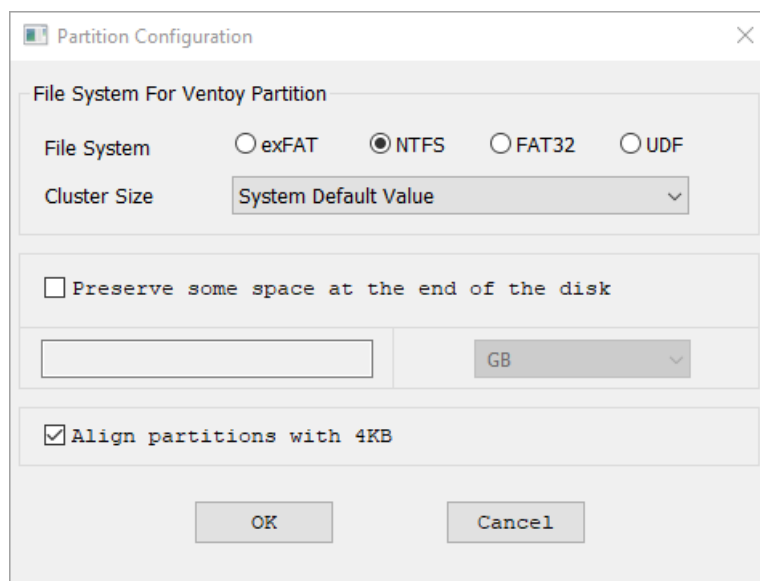 Partition Configuration
File System For Ventoy Partition
File System exFAT NTFS FAT32 UDF
Cluster Size System Default Value
Preserve some space at the end of the disk
GB
Align partitions with 4KB
OK Cancel